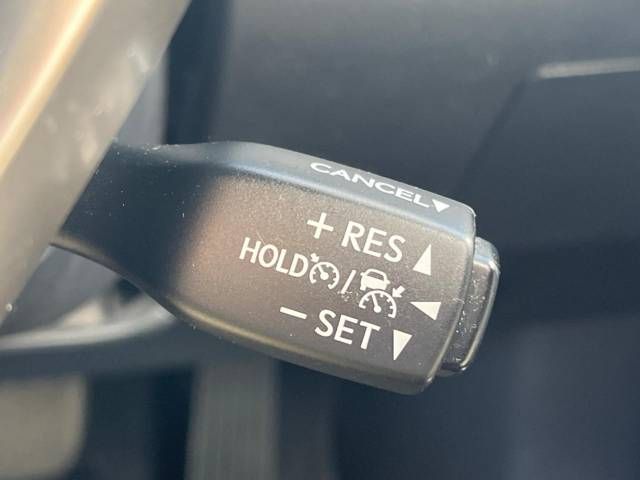 CANCEL▼
+ RES ▲
HOLD / ◀
− SET ▼